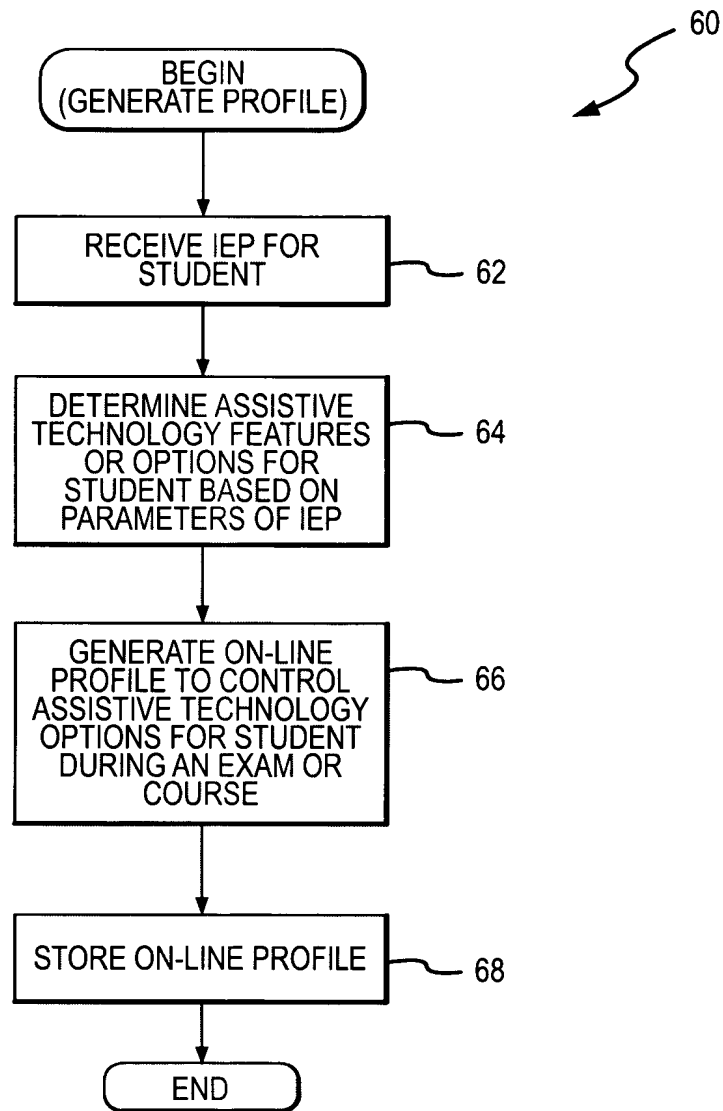 60
BEGIN
(GENERATE PROFILE)
RECEIVE IEP FOR
STUDENT
62
DETERMINE ASSISTIVE
TECHNOLOGY FEATURES
OR OPTIONS FOR
STUDENT BASED ON
PARAMETERS OF IEP
64
GENERATE ON-LINE
PROFILE TO CONTROL
ASSISTIVE TECHNOLOGY
OPTIONS FOR STUDENT
DURING AN EXAM OR
COURSE
66
STORE ON-LINE PROFILE
68
END